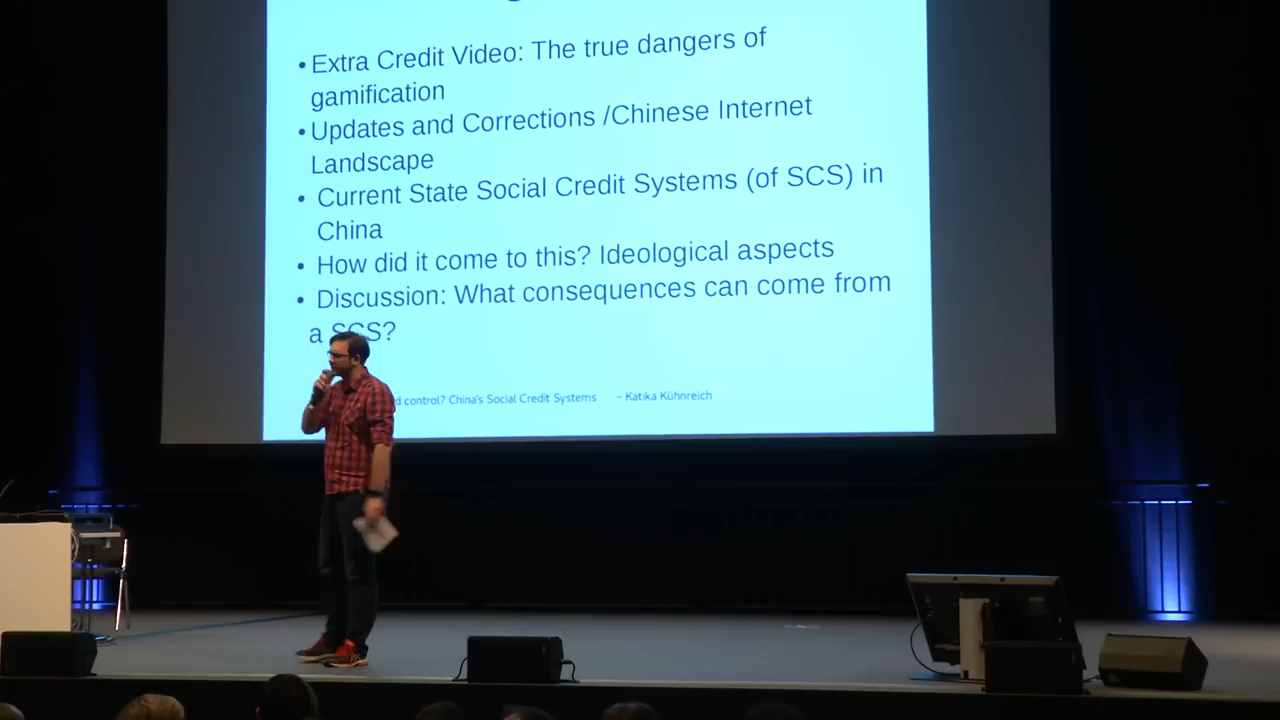 • Extra Credit Video: The true dangers of
gamification
• Updates and Corrections /Chinese Internet
Landscape
• Current State Social Credit Systems (of SCS) in
China
• How did it come to this? Ideological aspects
• Discussion: What consequences can come from
a SCS?
control? China's Social Credit Systems – Katika Kühnreich